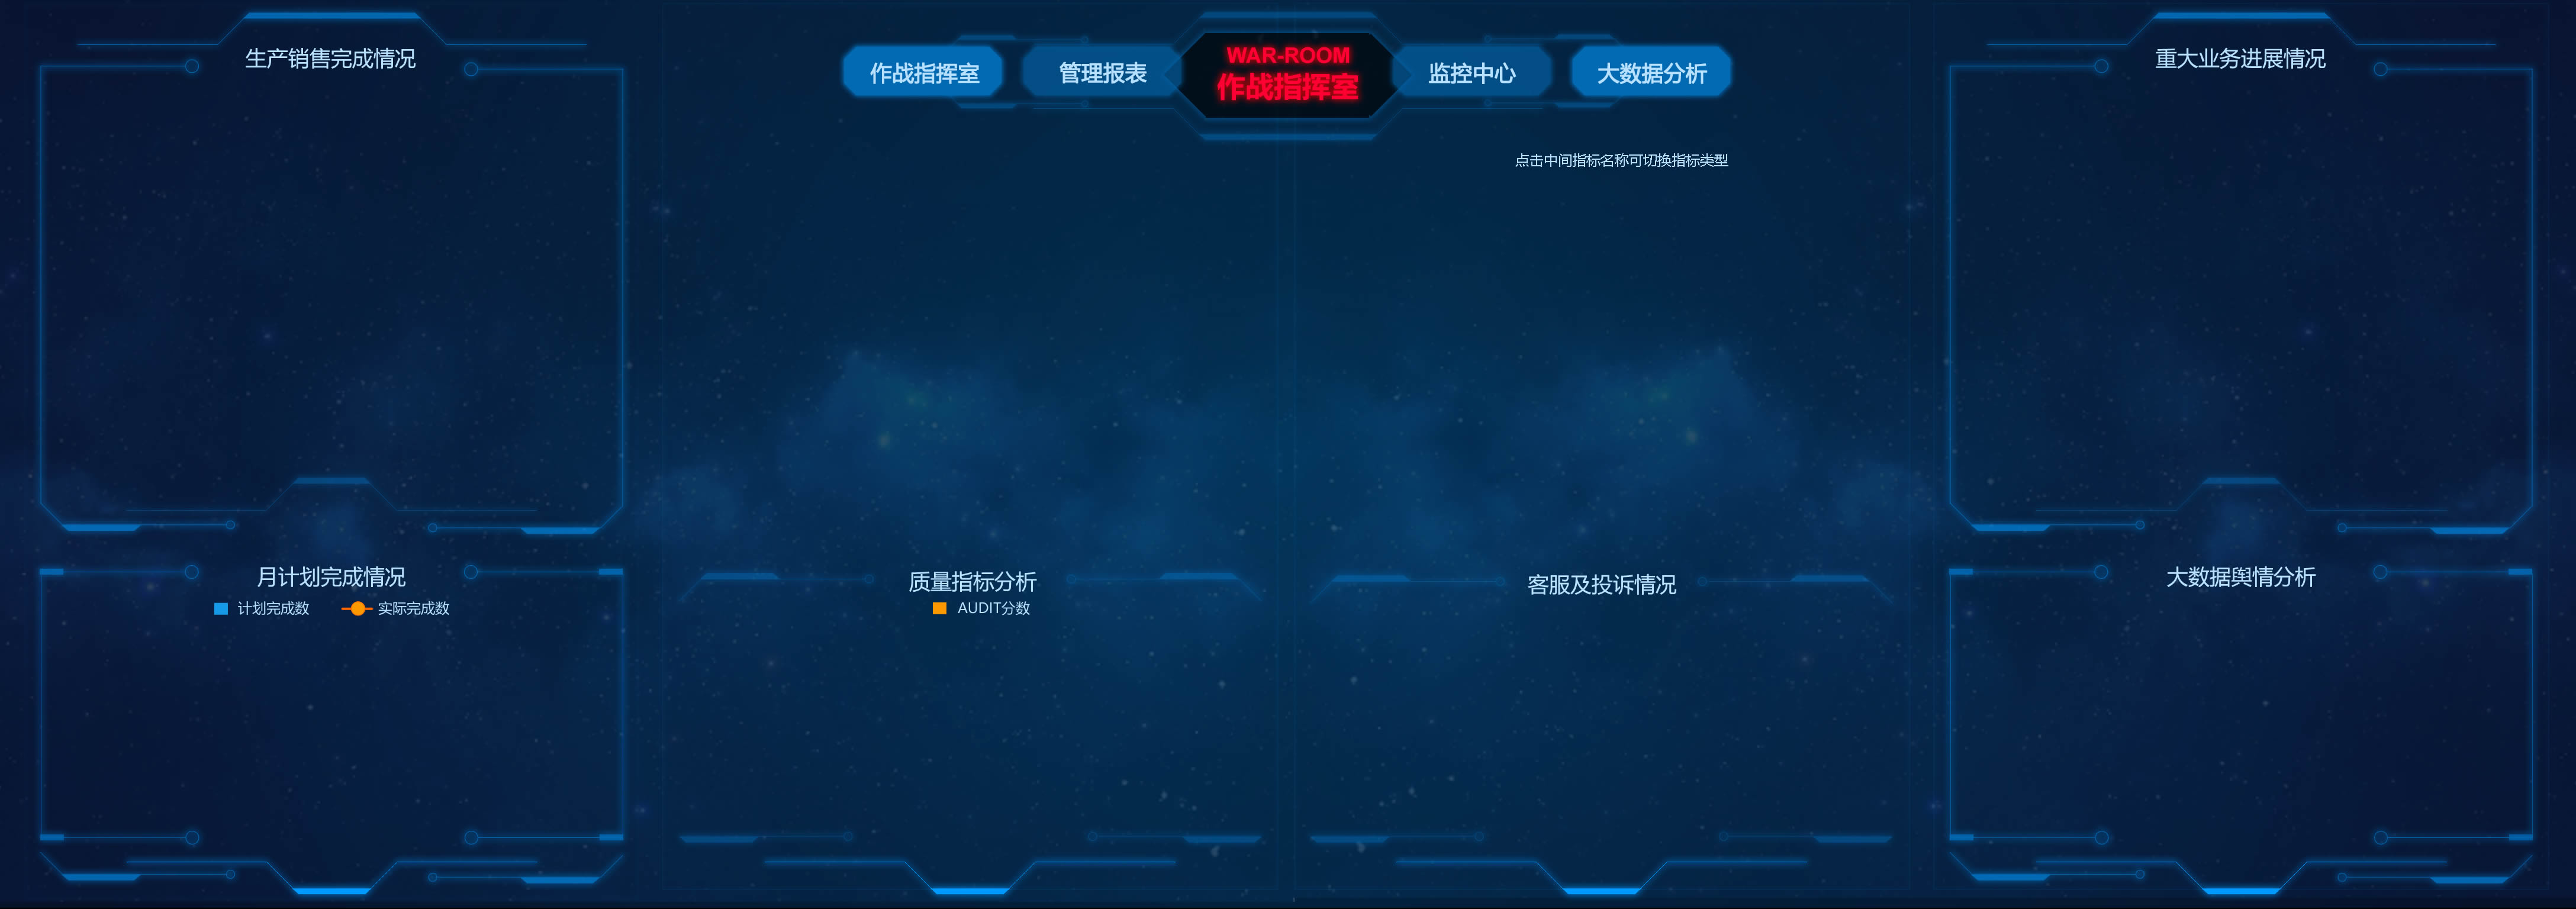 生产销售完成情况
作战指挥室
管理报表
WAR-ROOM
作战指挥室
监控中心
大数据分析
重大业务进展情况
点击中间指标名称可切换指标类型
月计划完成情况
计划完成数
实际完成数
质量指标分析
AUDIT分数
客服及投诉情况
大数据舆情分析